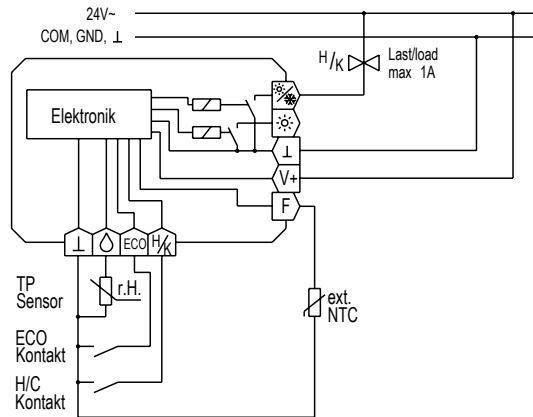 24V~
COM, GND, ⊥
H/K
Last/load
max 1A
Elektronik
⊥
V+
F
⊥
ECO
H/K
TP
Sensor
r.H.
ext.
NTC
ECO
Kontakt
H/C
Kontakt